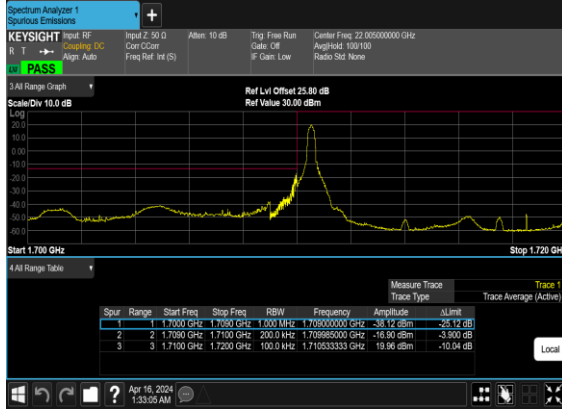 Spectrum Analyzer 1
Spurious Emissions
+
KEYSIGHT Input: RF Input Z: 50 Ω Atten: 10 dB Trig: Free Run Center Freq: 22.005000000 GHz
R T Coupling: DC Corr CCorr Gate: Off Avg|Hold: 100/100
Align: Auto Freq Ref: Int (S) IF Gain: Low Radio Std: None
PASS
3 All Range Graph
Ref Lvl Offset 25.80 dB
Scale/Div 10.0 dB Ref Value 30.00 dBm
Log
20.0
10.0
0.00
-10.0
-20.0
-30.0
-40.0
-50.0
-60.0
Start 1.700 GHz Stop 1.720 GH
4 All Range Table
Measure Trace Trace 1
Trace Type Trace Average (Active)
Spur Range Start Freq Stop Freq RBW Frequency Amplitude ΔLimit
1 1 1.7000 GHz 1.7090 GHz 1.000 MHz 1.709000000 GHz -38.12 dBm -25.12 dB
2 2 1.7090 GHz 1.7100 GHz 200.0 kHz 1.709985000 GHz -16.90 dBm -3.900 dB
3 3 1.7100 GHz 1.7200 GHz 100.0 kHz 1.710533333 GHz 19.96 dBm -10.04 dB
Local
? Apr 16, 2024
1:33:05 AM